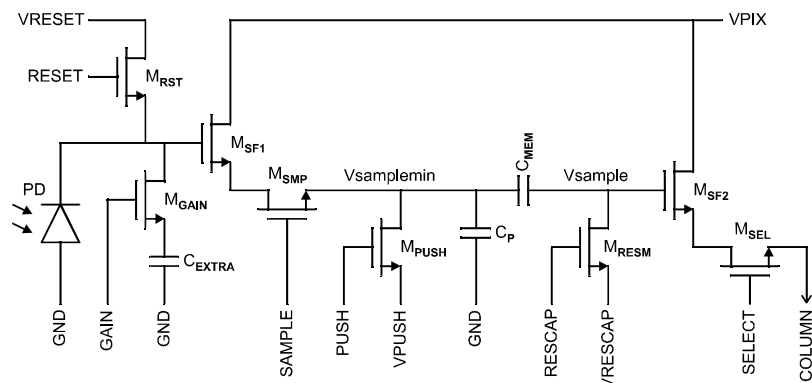 VRESET
VPIX
RESET
MRST
MSF1
CMEM
MSMP
Vsamplemin
Vsample
PD
MGAIN
MSF2
MPUSH
CP
MRESM
MSEL
CEXTRA
GND
GAIN
GND
SAMPLE
PUSH
VPUSH
GND
RESCAP
VRESCAP
SELECT
COLUMN